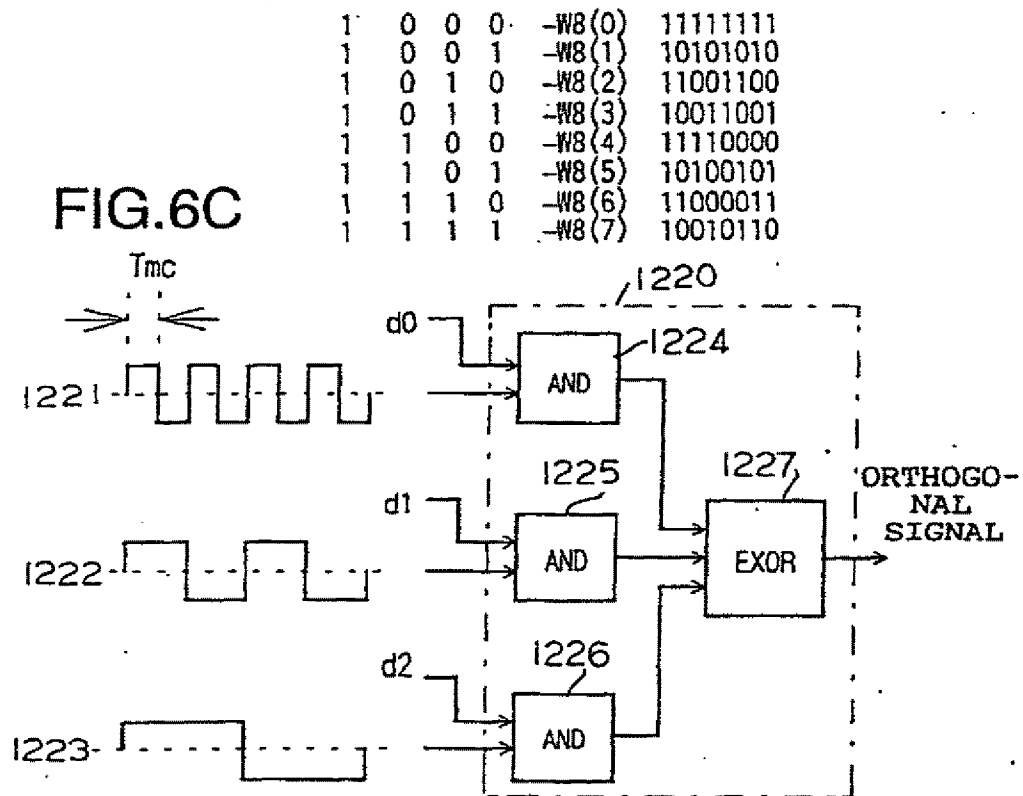 1 0 0 0 -W8(0) 11111111
1 0 0 1 -W8(1) 10101010
1 0 1 0 -W8(2) 11001100
1 0 1 1 -W8(3) 10011001
1 1 0 0 -W8(4) 11110000
1 1 0 1 -W8(5) 10100101
1 1 1 0 -W8(6) 11000011
1 1 1 1 -W8(7) 10010110
FIG.6C
Tmc
1220
d0
1224
AND
1221
1225
1227
ORTHOGO-
NAL
SIGNAL
d1
AND
EXOR
1222
1226
d2
AND
1223